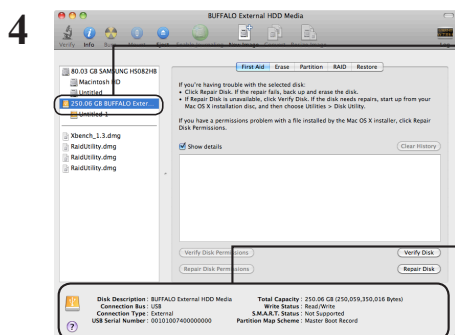 4
BUFFALO External HDD Media
Verify Info Burn Mount Eject Enable Journaling New Image Convert Resize Image Log
80.03 GB SAMSUNG HS082HB
Macintosh HD
Untitled
250.06 GB BUFFALO Exter...
Untitled 1
Xbench_1.3.dmg
RaidUtility.dmg
RaidUtility.dmg
RaidUtility.dmg
First Aid Erase Partition RAID Restore
If you're having trouble with the selected disk:
• Click Repair Disk. If the repair fails, back up and erase the disk.
• If Repair Disk is unavailable, click Verify Disk. If the disk needs repairs, start up from your
Mac OS X installation disc, and then choose Utilities > Disk Utility.
If you have a permissions problem with a file installed by the Mac OS X installer, click Repair
Disk Permissions.
Show details
Clear History
Verify Disk Permissions
Verify Disk
Repair Disk Permissions
Repair Disk
Disk Description : BUFFALO External HDD Media
Connection Bus : USB
Connection Type : External
USB Serial Number : 00101007400000000
Total Capacity : 250.06 GB (250,059,350,016 Bytes)
Write Status : Read/Write
S.M.A.R.T. Status : Not Supported
Partition Map Scheme : Master Boot Record
?